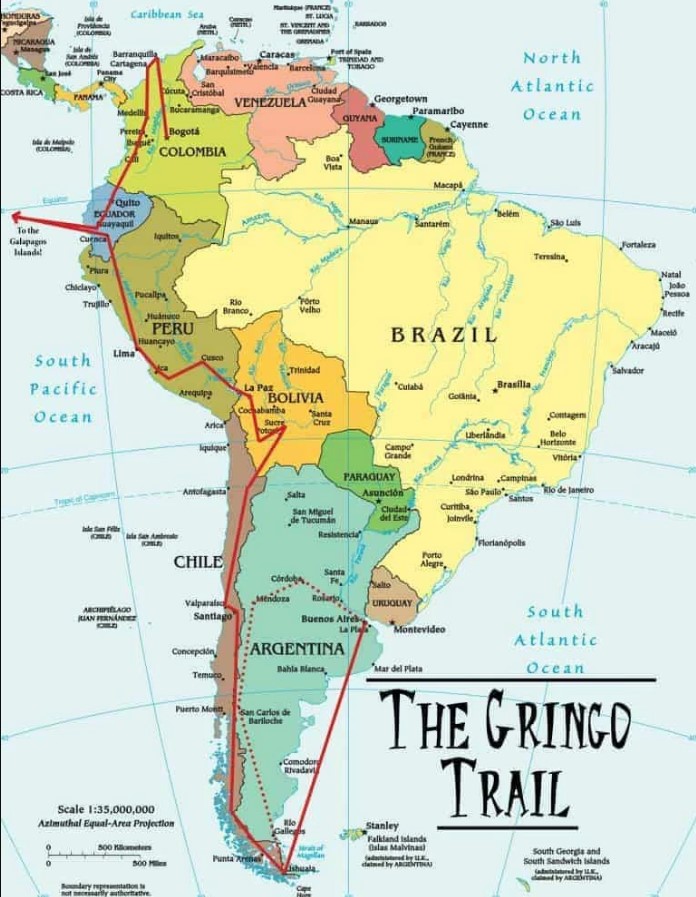 HONDURAS
Tegucigalpa
NICARAGUA
Managua
San José
COSTA RICA
Panama
City
PANAMA
Isla de
Providencia
(COLOMBIA)
Isla de
San Andrés
(COLOMBIA)
Isla de Malpelo
(COLOMBIA)
Caribbean Sea
Aruba
(NETH.)
Curacao
(NETH.)
Martinique (FRANCE)
ST. LUCIA
ST. VINCENT AND
THE GRENADINES
GRENADA
BARBADOS
Port of Spain
TRINIDAD AND
TOBAGO
North
Atlantic
Ocean
Barranquilla
Cartagena
Maracaibo
Caracas
Barquisimeto
Valencia
Barcelona
Cúcuta
San
Cristóbal
Ciudad
Guayana
VENEZUELA
Medellín
Bucaramanga
Pereira
Bogotá
Ibagué
Cali
COLOMBIA
Georgetown
GUYANA
Paramaribo
SURINAME
Cayenne
French
Guiana
(FRANCE)
Boa
Vista
Macapá
Equator
To the
Galapagos
Islands!
Quito
ECUADOR
Guayaquil
Cuenca
Iquitos
Amazon
Rio Negro
Manaus
Santarém
Amazon
Belém
São Luis
Fortaleza
Teresina
Natal
João
Pessoa
Recife
Maceió
Aracajú
Salvador
Piura
Chiclayo
Trujillo
Pucallpa
Huánuco
PERU
Huancayo
Lima
Ica
Cusco
Arequipa
Rio
Branco
Pôrto
Velho
Rio Madeira
BRAZIL
South
Pacific
Ocean
Trinidad
La Paz
BOLIVIA
Cochabamba
Santa
Cruz
Sucre
Potosí
Cuiabá
Brasília
Goiânia
Contagem
Belo
Horizonte
Uberlândia
Vitória
Campo
Grande
Arica
Iquique
Antofagasta
PARAGUAY
Asunción
Ciudad
del Este
Londrina
Campinas
São Paulo
Santos
Rio de Janeiro
Curitiba
Joinvile
Florianópolis
Porto
Alegre
Tropic of Capricorn
Isla San Félix
(CHILE)
Isla San Ambrosio
(CHILE)
Salta
San Miguel
de Tucumán
Resistencia
CHILE
Córdoba
Santa
Fe
Mendoza
Rosario
Salto
URUGUAY
Valparaíso
Santiago
ARCHIPIÉLAGO
JUAN FERNÁNDEZ
(CHILE)
Buenos Aires
La Plata
Montevideo
South
Atlantic
Ocean
ARGENTINA
Concepción
Bahía Blanca
Mar del Plata
Temuco
Puerto Montt
San Carlos de
Bariloche
THE GRINGO
TRAIL
Comodoro
Rivadavia
Scale 1:35,000,000
Azimuthal Equal-Area Projection
0
500 Kilometers
0
500 Miles
Boundary representation is
not necessarily authoritative.
Río
Gallegos
Strait of
Magellan
Punta Arenas
Ushuaia
Cape
Horn
Stanley
Falkland Islands
(Islas Malvinas)
(administered by U.K.,
claimed by ARGENTINA)
South Georgia and
South Sandwich Islands
(administered by U.K.,
claimed by ARGENTINA)